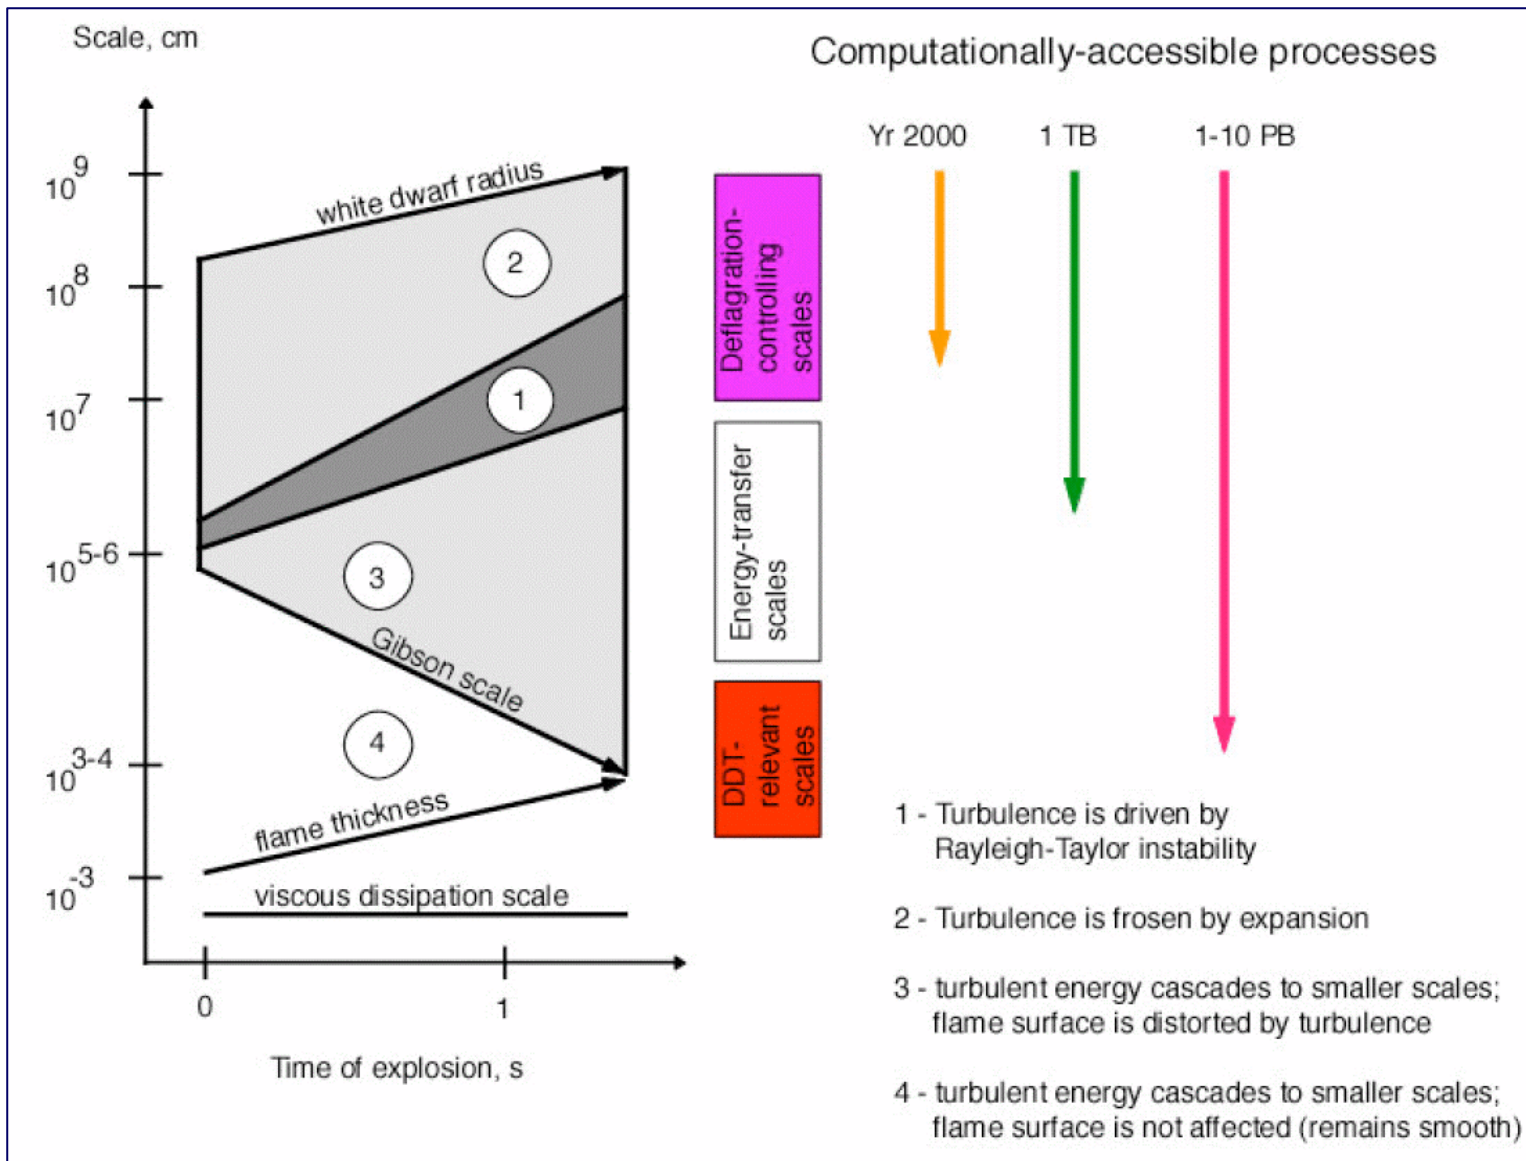 Scale, cm
Computationally-accessible processes
Yr 2000
1 TB
1-10 PB
10^9
10^8
10^7
10^5-6
10^3-4
10^-3
white dwarf radius
2
1
3
Gibson scale
4
flame thickness
viscous dissipation scale
0
1
Time of explosion, s
Deflagration-
controlling
scales
Energy-transfer
scales
DDT-
relevant
scales
1 - Turbulence is driven by
Rayleigh-Taylor instability
2 - Turbulence is frosen by expansion
3 - turbulent energy cascades to smaller scales;
flame surface is distorted by turbulence
4 - turbulent energy cascades to smaller scales;
flame surface is not affected (remains smooth)